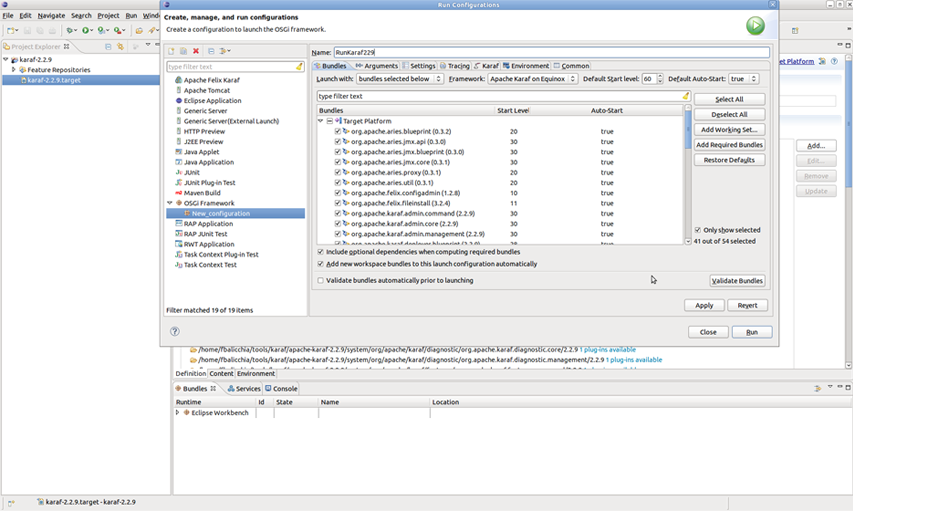 Run Configurations
File Edit Navigate Search Project Run
Create, manage, and run configurations
Create a configuration to launch the OSGi framework.
Project Explorer
karaf-2.2.9
Feature Repositories
karaf-2.2.9.target
type filter text
Apache Felix Karaf
Apache Tomcat
Eclipse Application
Generic Server
Generic Server(External Launch)
HTTP Preview
J2EE Preview
Java Applet
Java Application
JUnit
JUnit Plug-in Test
Maven Build
OSGi Framework
New_configuration
RAP Application
RAP JUnit Test
RWT Application
Task Context Plug-in Test
Task Context Test
Filter matched 19 of 19 items
Name: RunKaraf229
Bundles Arguments Settings Tracing Karaf Environment Common
Launch with: bundles selected below Framework: Apache Karaf on Equinox Default Start level: 60 Default Auto-Start: true
type filter text
Bundles Start Level Auto-Start
Target Platform
org.apache.aries.blueprint (0.3.2) 20 true
org.apache.aries.jmx.api (0.3.0) 30 true
org.apache.aries.jmx.blueprint (0.3.0) 30 true
org.apache.aries.jmx.core (0.3.1) 30 true
org.apache.aries.proxy (0.3.1) 20 true
org.apache.aries.util (0.3.1) 20 true
org.apache.felix.configadmin (1.2.8) 10 true
org.apache.felix.fileinstall (3.2.4) 11 true
org.apache.karaf.admin.command (2.2.9) 30 true
org.apache.karaf.admin.core (2.2.9) 30 true
org.apache.karaf.admin.management (2.2.9) 30 true
Select All
Deselect All
Add Working Set...
Add Required Bundles
Restore Defaults
Only show selected
41 out of 54 selected
Include optional dependencies when computing required bundles
Add new workspace bundles to this launch configuration automatically
Validate bundles automatically prior to launching
Validate Bundles
Apply Revert
Close Run
et Platform
Add...
Edit...
Remove
Update
/home/fbalicchia/tools/karaf/apache-karaf-2.2.9/system/org/apache/karaf/diagnostic/org.apache.karaf.diagnostic.core/2.2.9 1 plug-ins available
/home/fbalicchia/tools/karaf/apache-karaf-2.2.9/system/org/apache/karaf/diagnostic/org.apache.karaf.diagnostic.management/2.2.9 1 plug-ins available
Definition Content Environment
Bundles Services Console
Runtime Id State Name Location
Eclipse Workbench
karaf-2.2.9.target - karaf-2.2.9